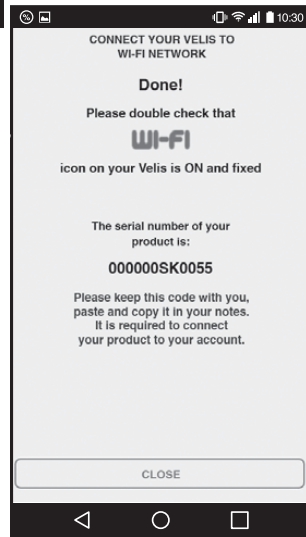 10:30
CONNECT YOUR VELIS TO
WI-FI NETWORK
Done!
Please double check that
WI-FI
icon on your Velis is ON and fixed
The serial number of your
product is:
000000SK0055
Please keep this code with you,
paste and copy it in your notes.
It is required to connect
your product to your account.
CLOSE